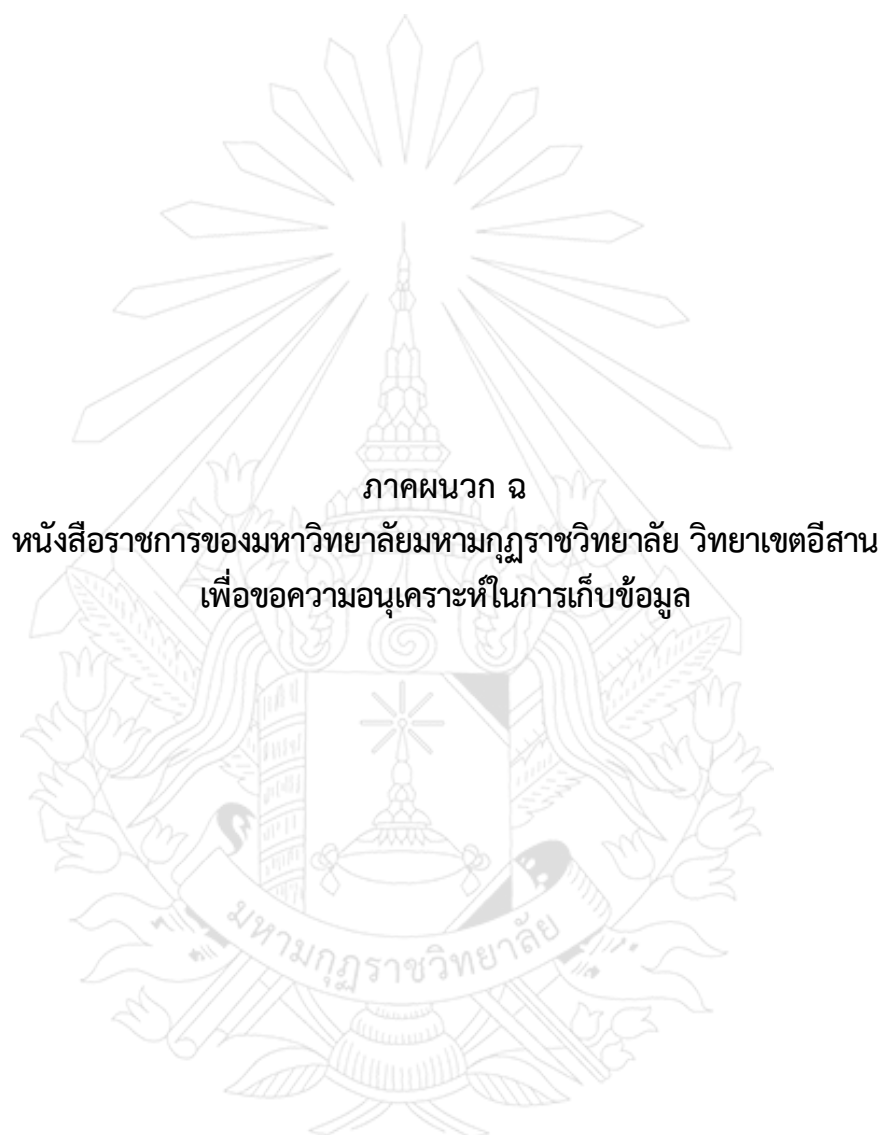 ภาคผนวก ฉ
หนังสือราชการของมหาวิทยาลัยมหามกุฏราชวิทยาลัย วิทยาเขตอีสาน
เพื่อขอความอนุเคราะห์ในการเก็บข้อมูล
มหามกุฏราชวิทยาลัย